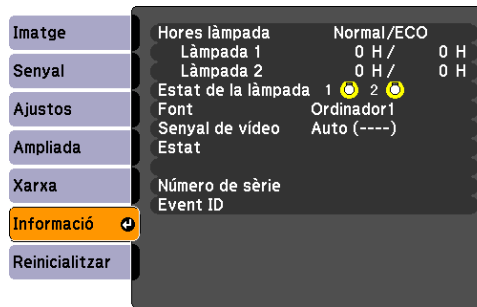 Imatge
Senyal
Ajustos
Ampliada
Xarxa
Informació
Reinicialitzar
Hores làmpada Normal/ECO
Làmpada 1 0 H/ 0 H
Làmpada 2 0 H/ 0 H
Estat de la làmpada 1 2
Font Ordinador1
Senyal de vídeo Auto (----)
Estat
Número de sèrie
Event ID